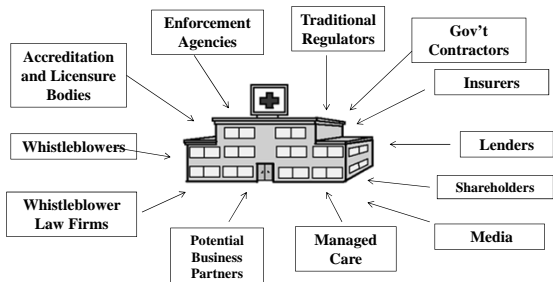 Enforcement
Agencies
Traditional
Regulators
Gov't
Contractors
Accreditation
and Licensure
Bodies
Insurers
Whistleblowers
Lenders
Shareholders
Whistleblower
Law Firms
Potential
Business
Partners
Managed
Care
Media